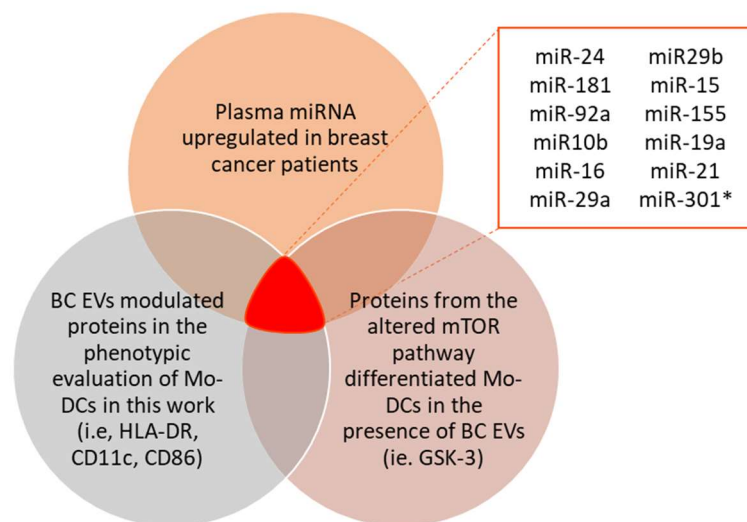 Plasma miRNA
upregulated in breast
cancer patients
miR-24 miR29b
miR-181 miR-15
miR-92a miR-155
miR10b miR-19a
miR-16 miR-21
miR-29a miR-301*
BC EVs modulated
proteins in the
phenotypic
evaluation of Mo-
DCs in this work
(i.e, HLA-DR,
CD11c, CD86)
Proteins from the
altered mTOR
pathway
differentiated Mo-
DCs in the
presence of BC EVs
(ie. GSK-3)